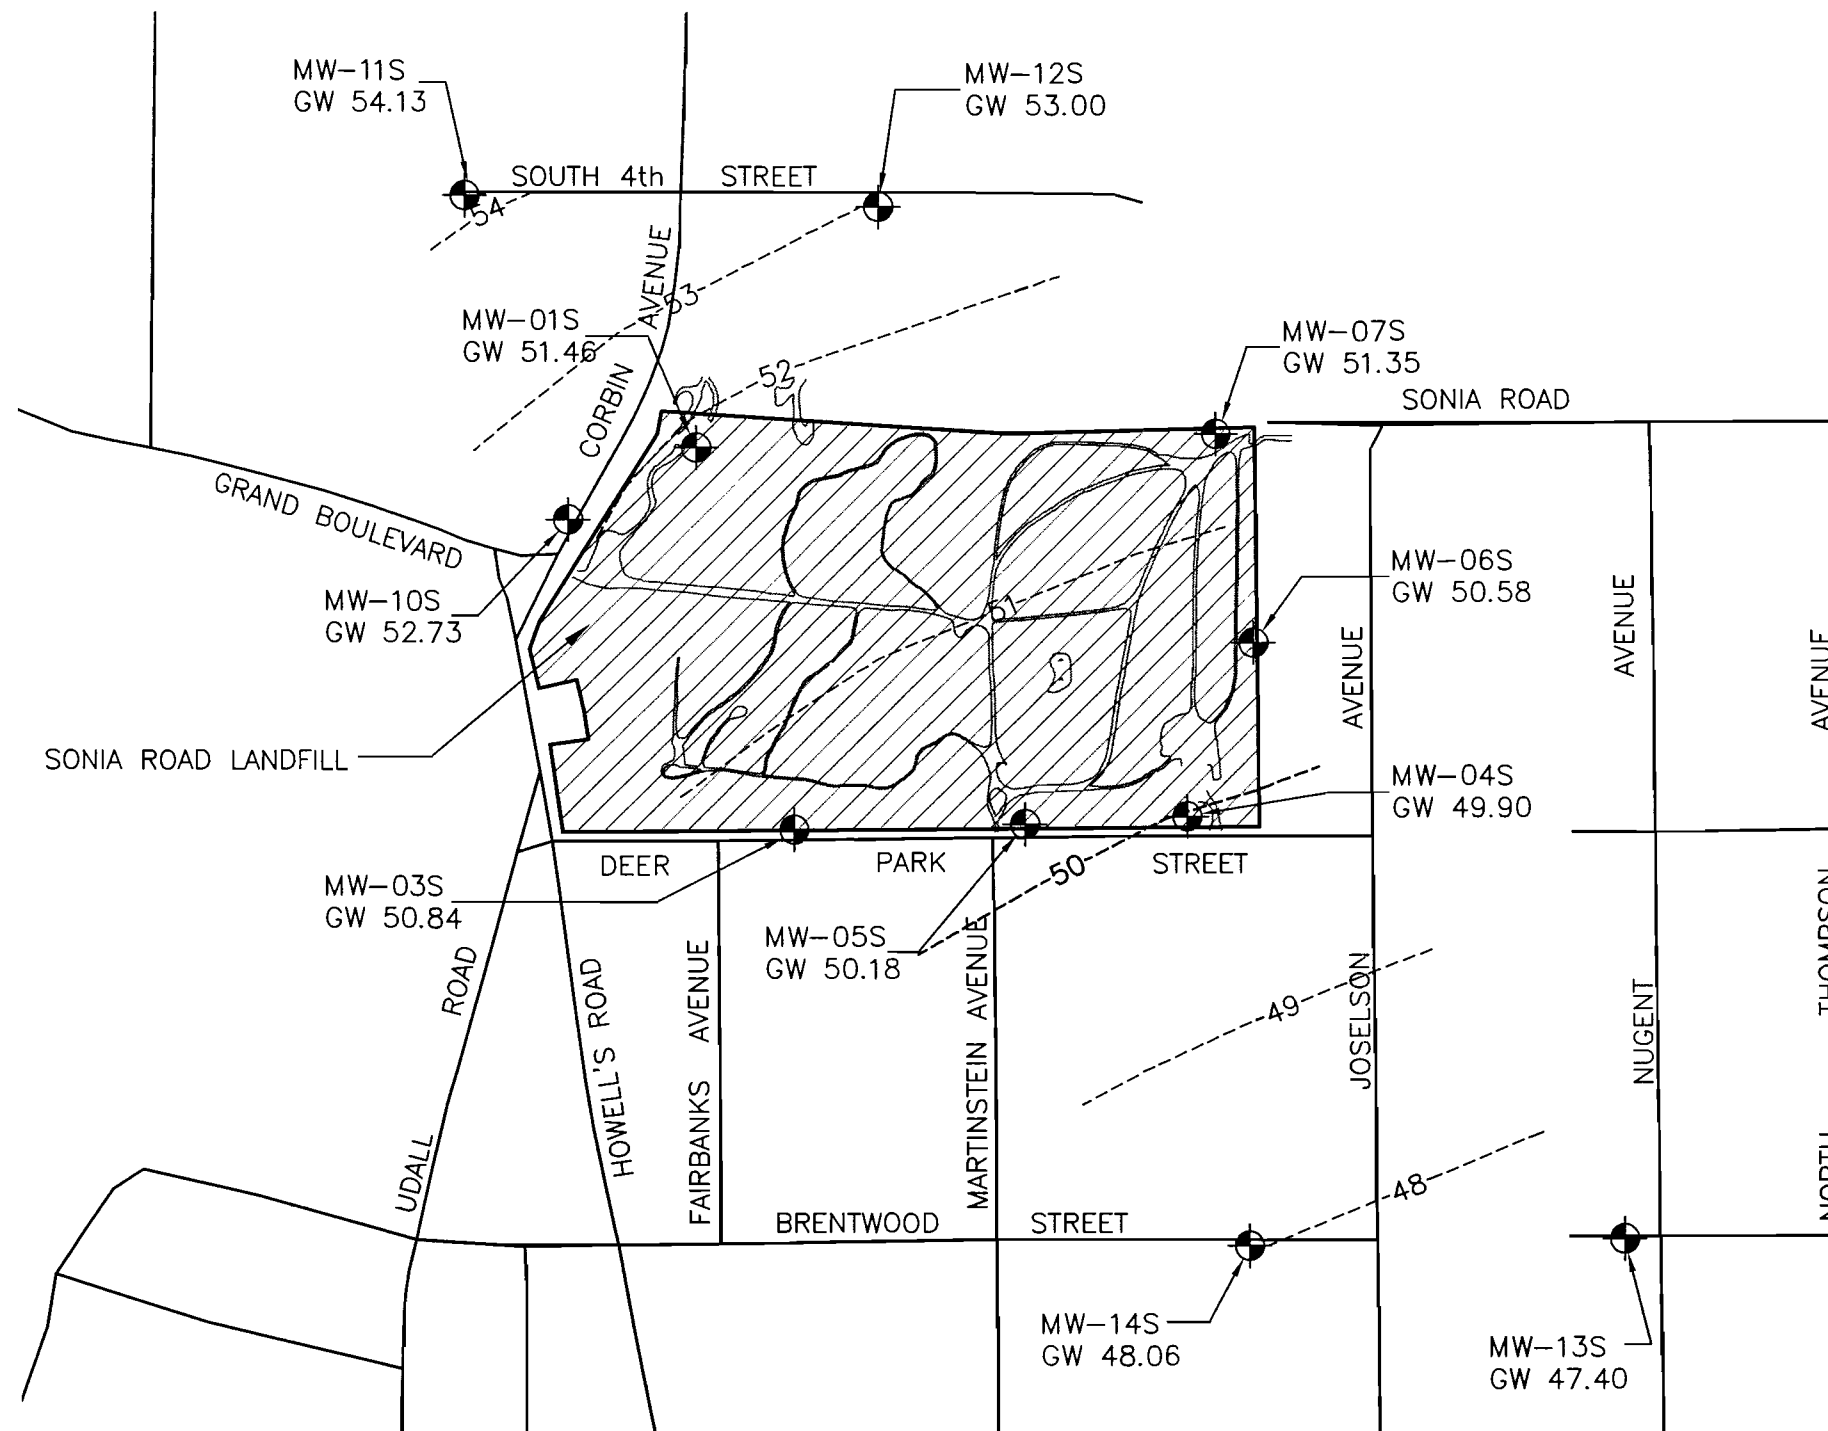 MW-11S
GW 54.13
MW-12S
GW 53.00
SOUTH 4th STREET
54
AVENUE
53
MW-01S
GW 51.46
MW-07S
GW 51.35
52
CORBIN
SONIA ROAD
GRAND BOULEVARD
MW-10S
GW 52.73
MW-06S
GW 50.58
51
AVENUE
AVENUE
AVENUE
SONIA ROAD LANDFILL
MW-04S
GW 49.90
DEER PARK STREET
50
MW-03S
GW 50.84
MW-05S
GW 50.18
UDALL ROAD
HOWELL'S ROAD
FAIRBANKS AVENUE
MARTINSTEIN AVENUE
49
JOSELSON
NUGENT
THOMPSON
NORTH
48
BRENTWOOD STREET
MW-14S
GW 48.06
MW-13S
GW 47.40